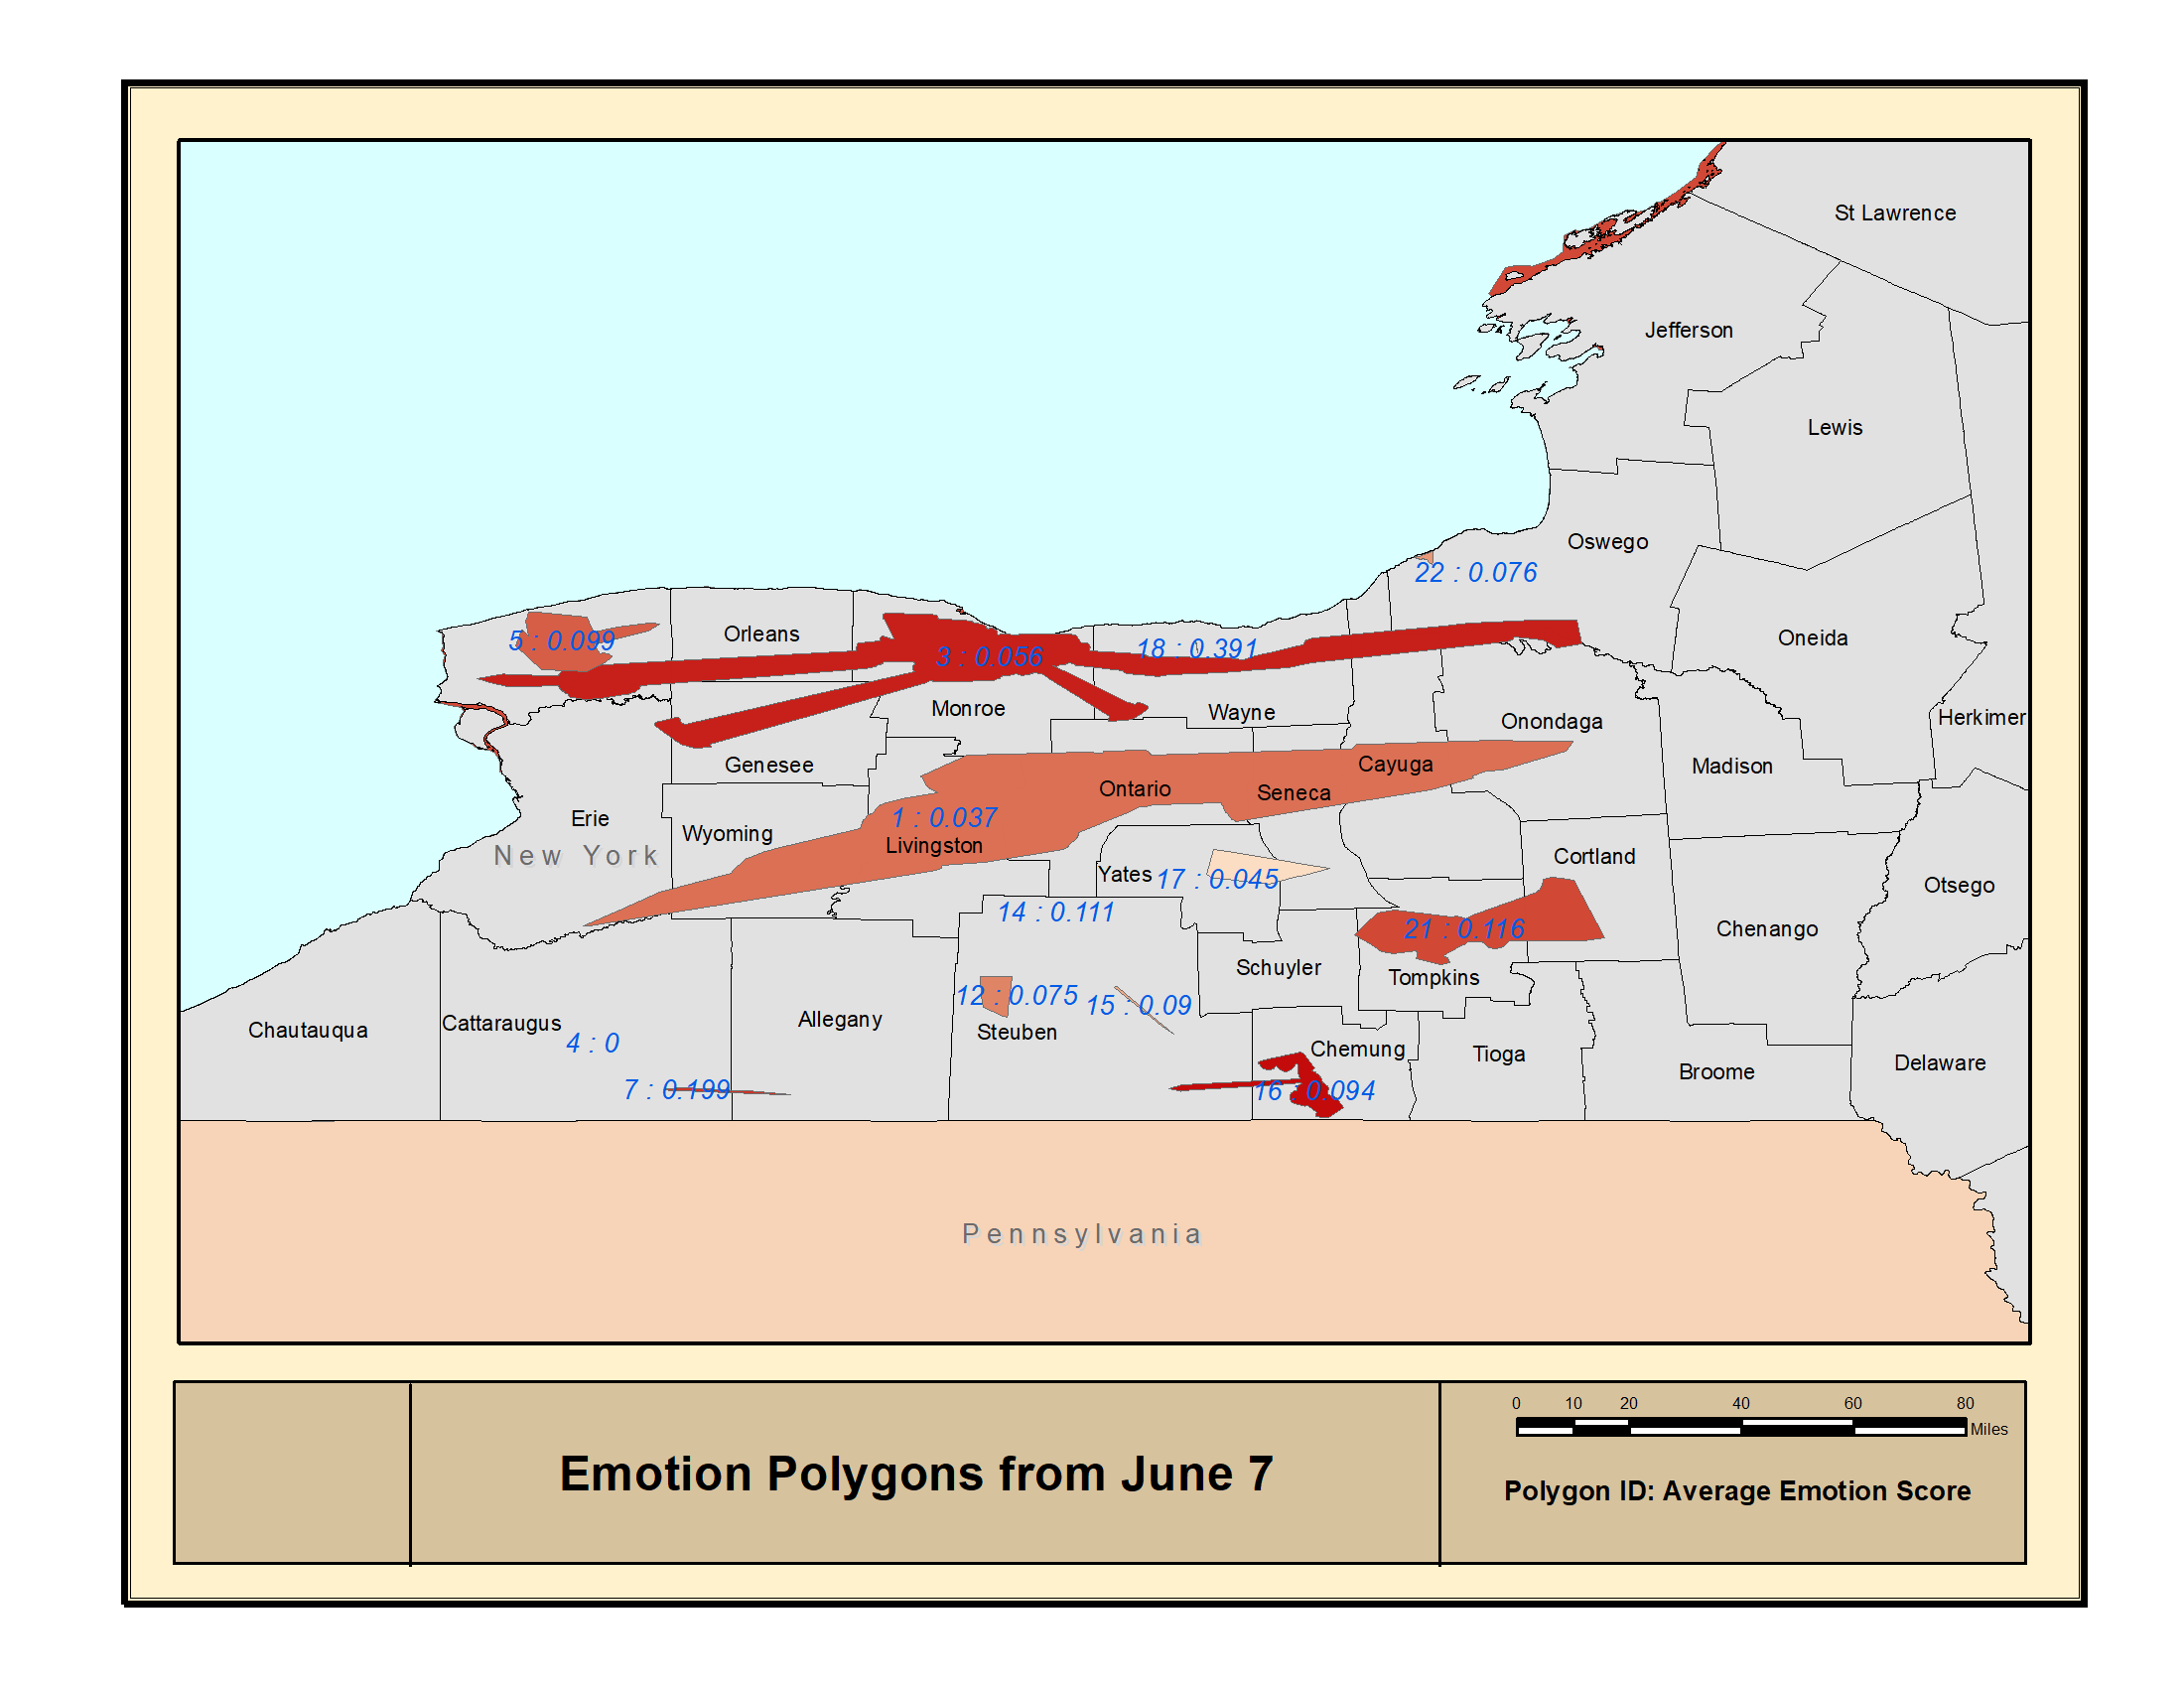 St Lawrence
Jefferson
Lewis
Oswego
22 : 0.076
5 : 0.099
Orleans
3 : 0.056
18 : 0.391
Oneida
Monroe
Wayne
Onondaga
Herkimer
Genesee
Cayuga
Madison
Ontario
Seneca
Erie
1 : 0.037
Wyoming
Livingston
New York
Cortland
Yates
17 : 0.045
Otsego
14 : 0.111
21 : 0.116
Chenango
Schuyler
Tompkins
12 : 0.075
15 : 0.09
Chautauqua
Cattaraugus
Allegany
Steuben
4 : 0
Chemung
Tioga
Broome
Delaware
7 : 0.199
16 : 0.094
Pennsylvania
0 10 20 40 60 80
Miles
Emotion Polygons from June 7
Polygon ID: Average Emotion Score